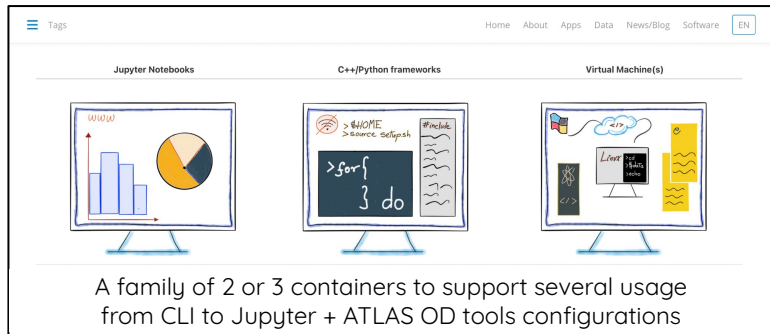 Tags
Home About Apps Data News/Blog Software EN
Jupyter Notebooks
C++/Python frameworks
Virtual Machine(s)
WWW
> $HOME
> source setup.sh
#include
>for{
} do
</>
Linux
>cd
>echo
</>
A family of 2 or 3 containers to support several usage
from CLI to Jupyter + ATLAS OD tools configurations